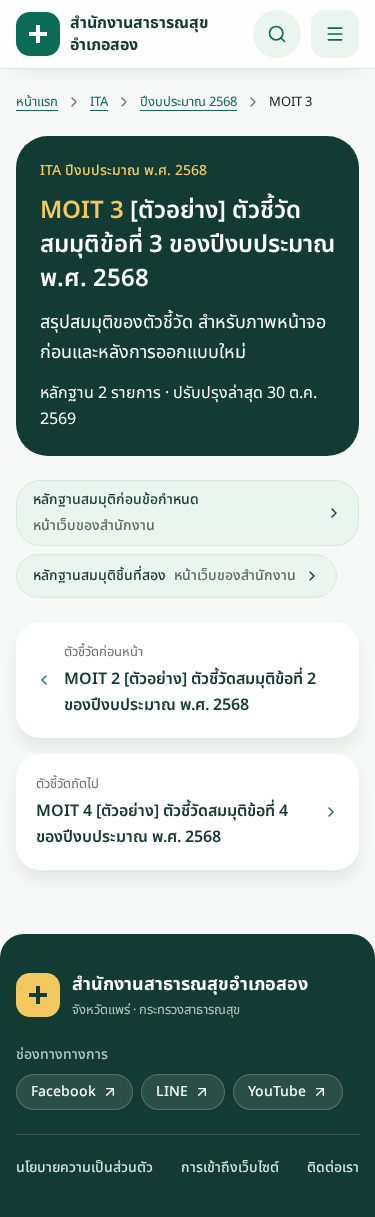 สำนักงานสาธารณสุข
อำเภอสอง
หน้าแรก > ITA > ปีงบประมาณ 2568 > MOIT 3
ITA ปีงบประมาณ พ.ศ. 2568
MOIT 3 [ตัวอย่าง] ตัวชี้วัด
สมมุติข้อที่ 3 ของปีงบประมาณ
พ.ศ. 2568
สรุปสมมุติของตัวชี้วัด สำหรับภาพหน้าจอ
ก่อนและหลังการออกแบบใหม่
หลักฐาน 2 รายการ · ปรับปรุงล่าสุด 30 ต.ค.
2569
หลักฐานสมมุติก่อนข้อกำหนด
หน้าเว็บของสำนักงาน
หลักฐานสมมุติชิ้นที่สอง หน้าเว็บของสำนักงาน
ตัวชี้วัดก่อนหน้า
MOIT 2 [ตัวอย่าง] ตัวชี้วัดสมมุติข้อที่ 2
ของปีงบประมาณ พ.ศ. 2568
ตัวชี้วัดถัดไป
MOIT 4 [ตัวอย่าง] ตัวชี้วัดสมมุติข้อที่ 4
ของปีงบประมาณ พ.ศ. 2568
สำนักงานสาธารณสุขอำเภอสอง
จังหวัดแพร่ · กระทรวงสาธารณสุข
ช่องทางทางการ
Facebook LINE YouTube
นโยบายความเป็นส่วนตัว การเข้าถึงเว็บไซต์ ติดต่อเรา